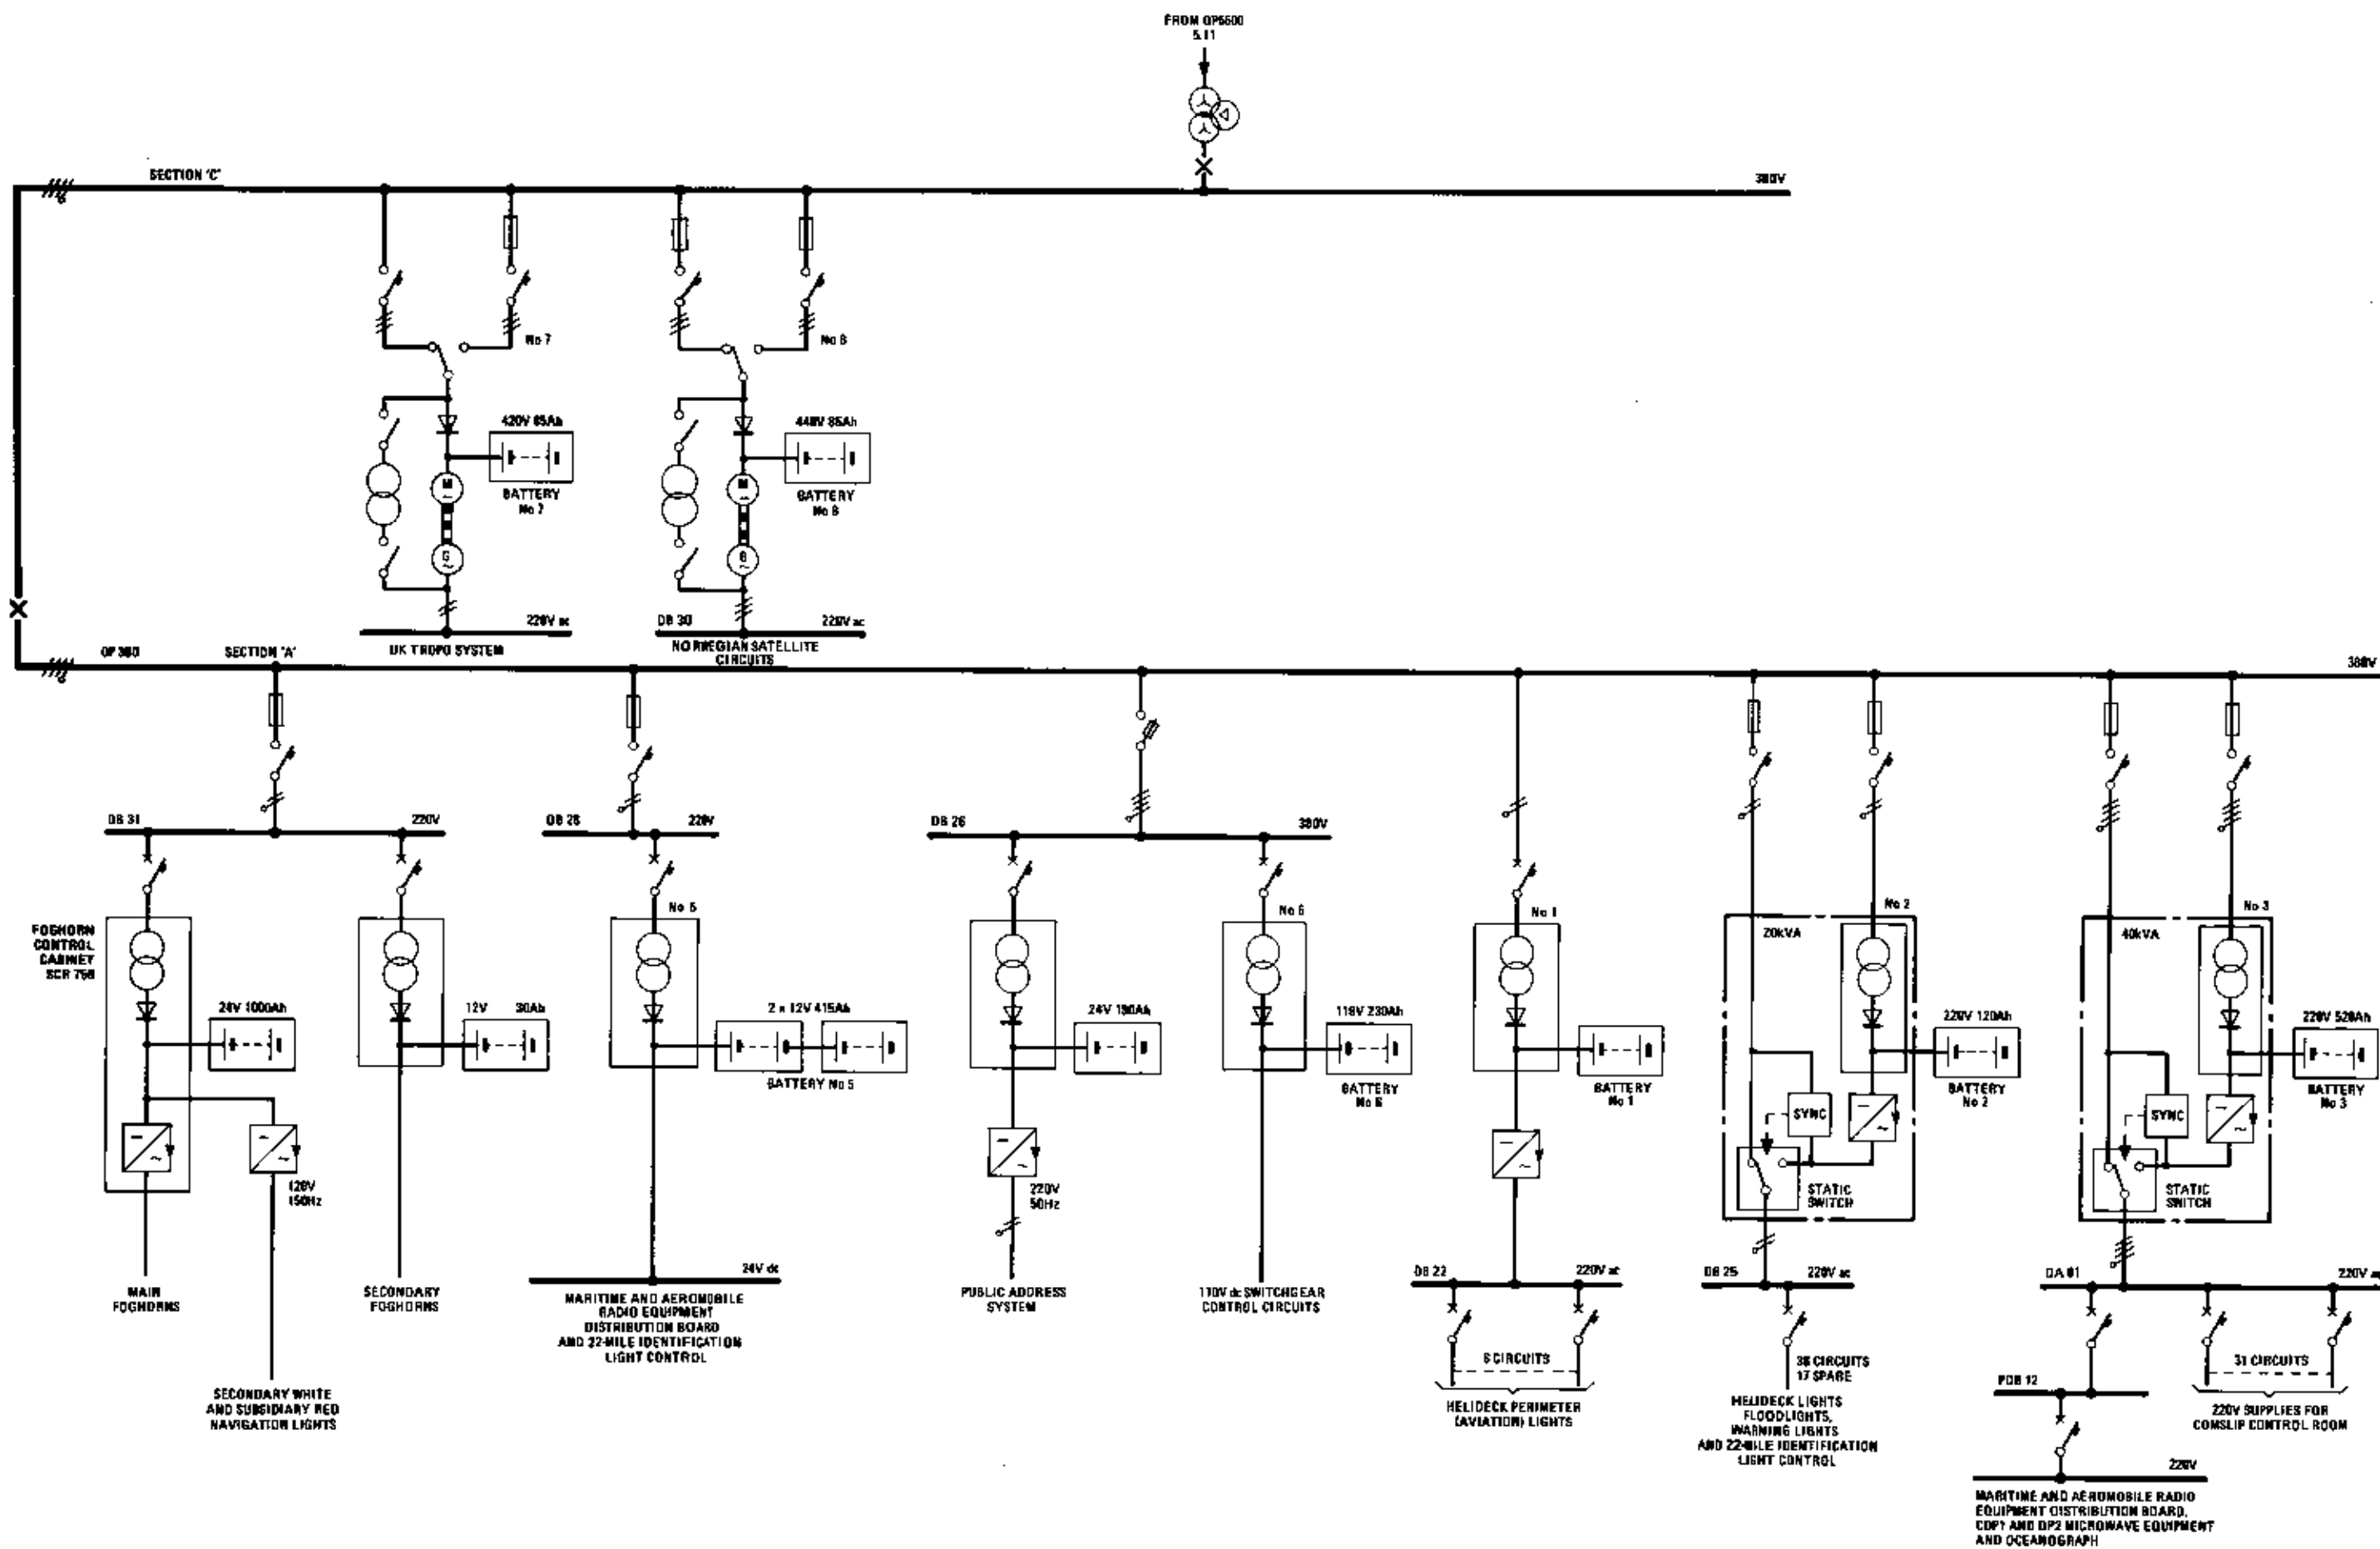 FROM QP5600
5.11
SECTION 'C'
380V
No 7
No 8
420V 85Ah
BATTERY
No 7
M
G
440V 85Ah
BATTERY
No 8
M
G
220V ac
UK TROPO SYSTEM
DB 30
220V ac
NORWEGIAN SATELLITE
CIRCUITS
QP 380
SECTION 'A'
380V
DB 31
220V
DB 28
220V
DB 26
380V
FOGHORN
CONTROL
CABINET
24V 1000Ah
12V 30Ah
No 5
2 x 12V 415Ah
BATTERY No 5
24V 190Ah
No 6
118V 230Ah
BATTERY
No 6
No 1
BATTERY
No 1
No 2
20kVA
220V 120Ah
BATTERY
No 2
SYNC
STATIC
SWITCH
No 3
40kVA
220V 520Ah
BATTERY
No 3
SYNC
STATIC
SWITCH
120V
150Hz
220V
50Hz
MAIN
FOGHORNS
SECONDARY WHITE
AND SUBSIDIARY RED
NAVIGATION LIGHTS
SECONDARY
FOGHORNS
24V dc
MARITIME AND AEROMOBILE
RADIO EQUIPMENT
DISTRIBUTION BOARD
AND 22-MILE IDENTIFICATION
LIGHT CONTROL
PUBLIC ADDRESS
SYSTEM
110V dc SWITCHGEAR
CONTROL CIRCUITS
DB 22
220V ac
6 CIRCUITS
HELIDECK PERIMETER
(AVIATION) LIGHTS
DB 25
220V ac
38 CIRCUITS
17 SPARE
HELIDECK LIGHTS
FLOODLIGHTS,
WARNING LIGHTS
AND 22-MILE IDENTIFICATION
LIGHT CONTROL
DA 01
220V
31 CIRCUITS
220V SUPPLIES FOR
COMSLIP CONTROL ROOM
PDB 12
220V
MARITIME AND AEROMOBILE RADIO
EQUIPMENT DISTRIBUTION BOARD,
CDP1 AND DP2 MICROWAVE EQUIPMENT
AND OCEANOGRAPH